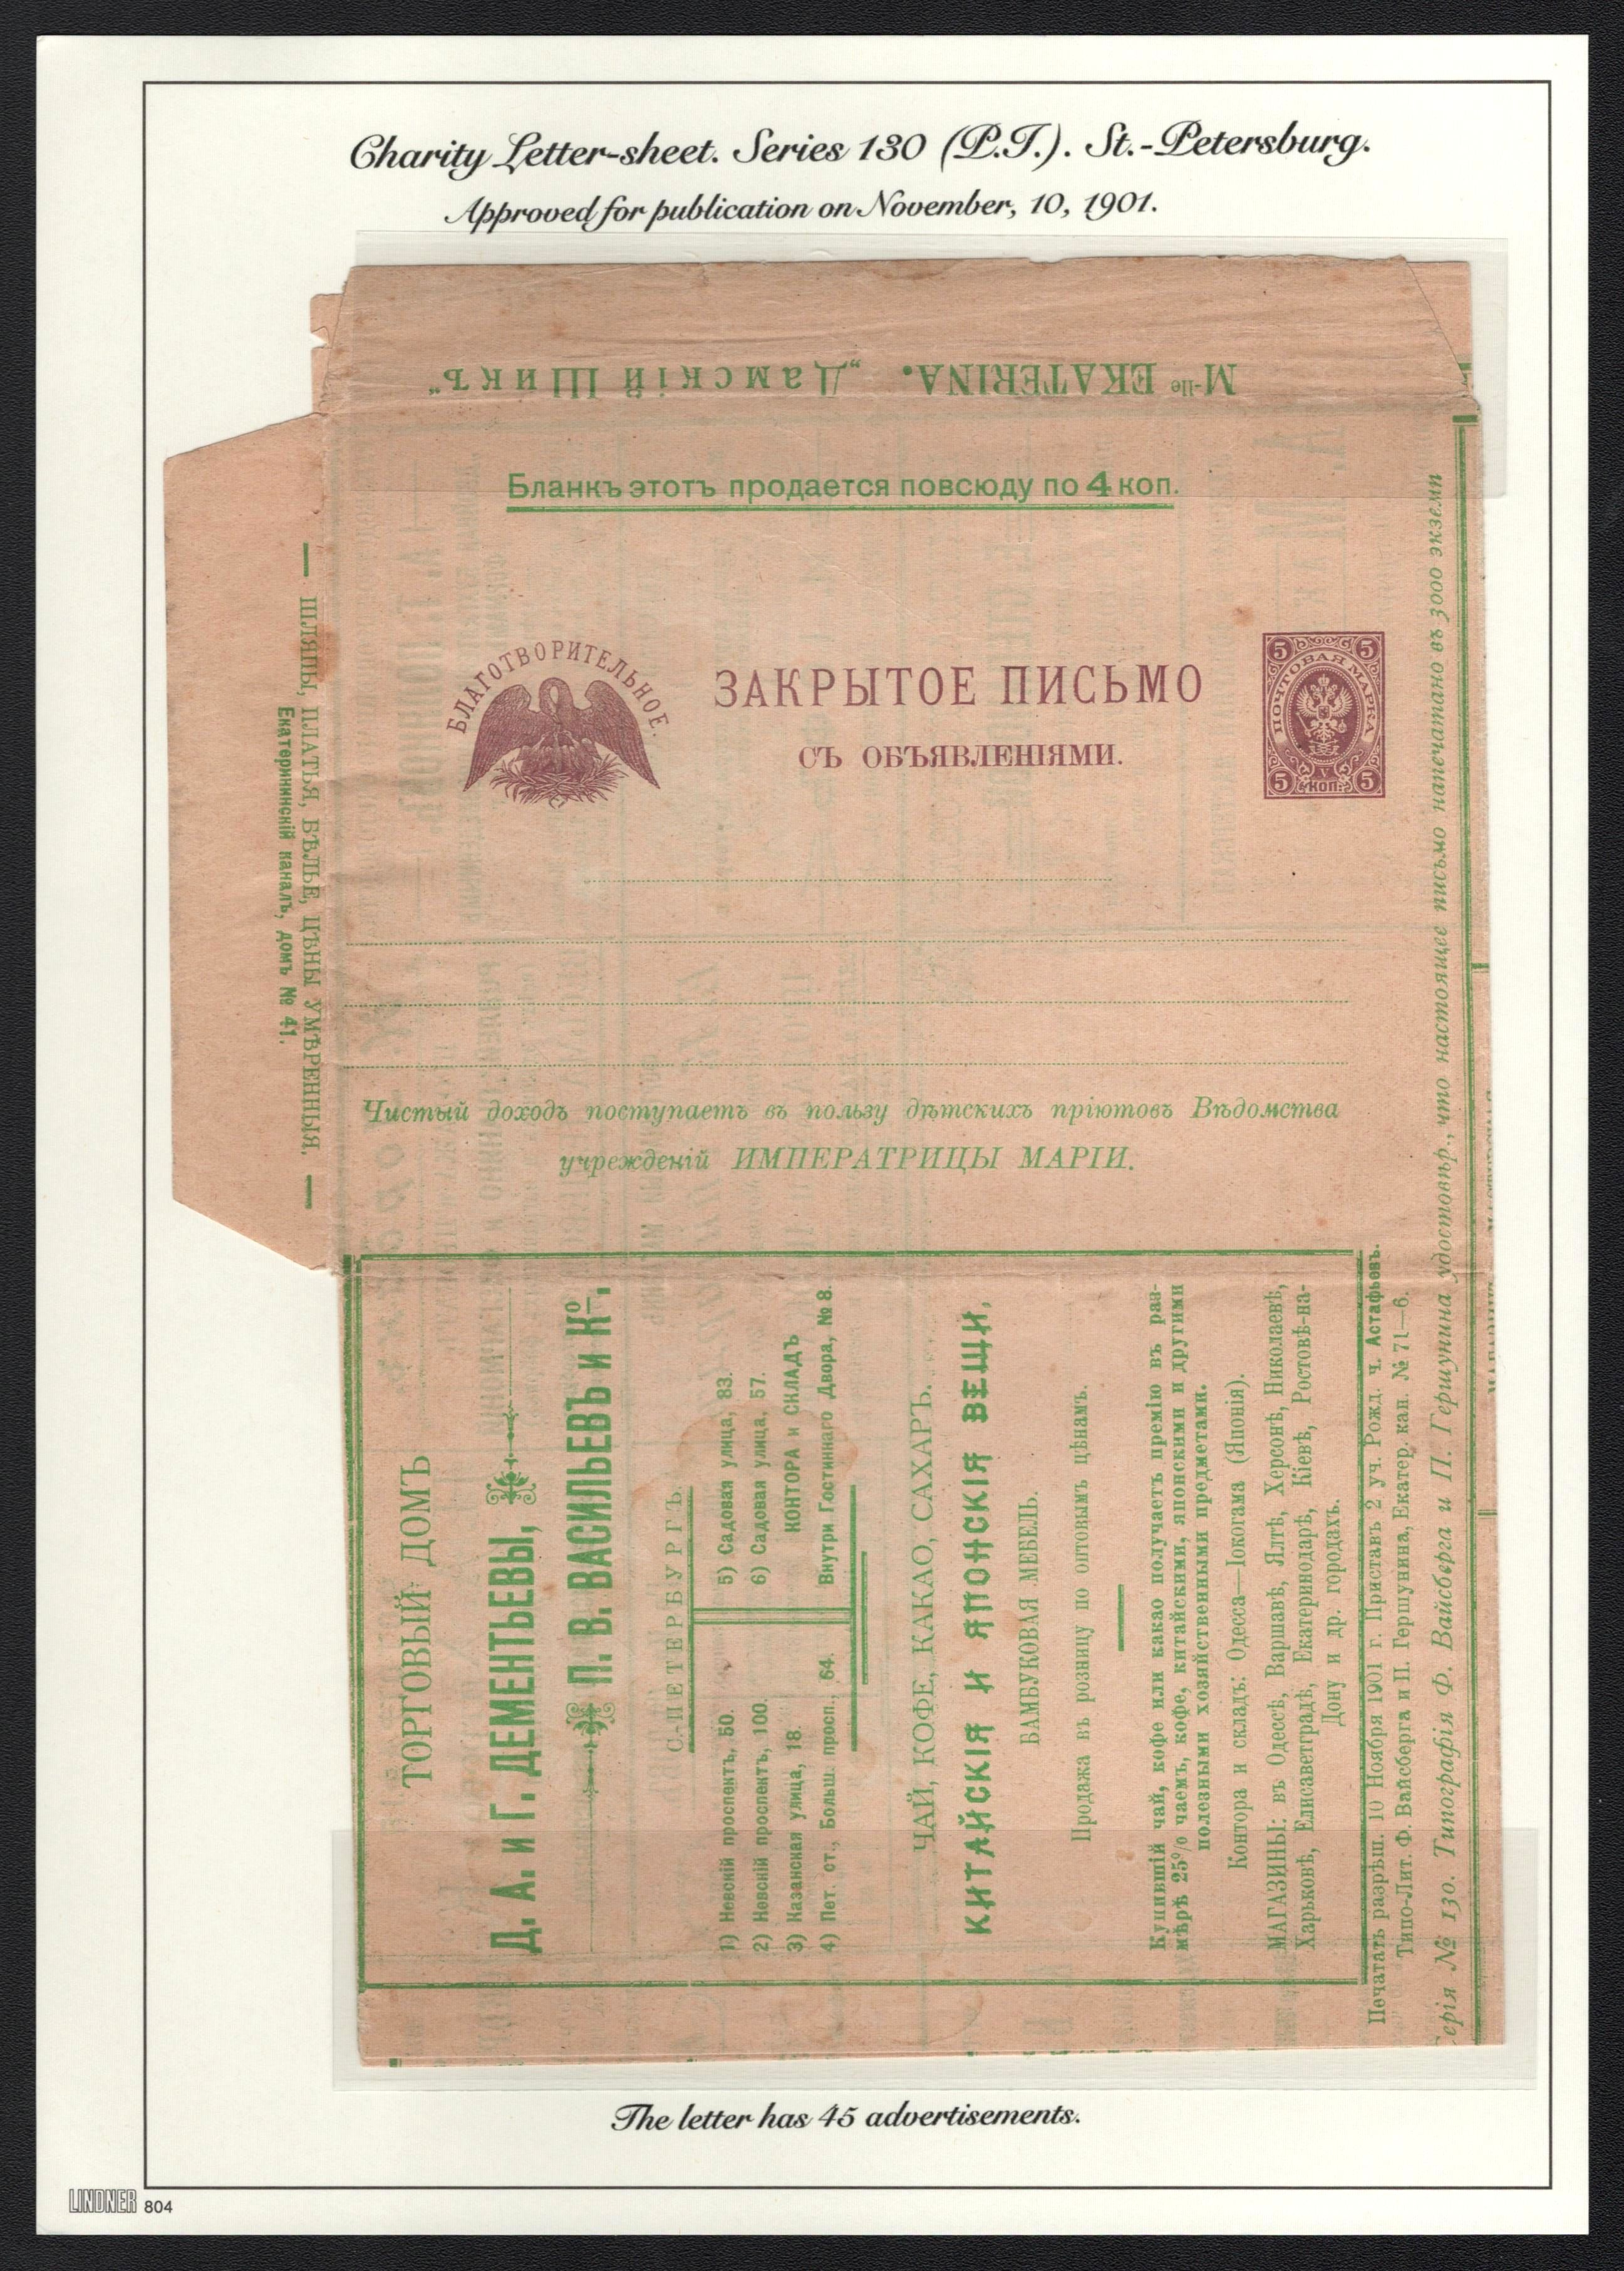 Charity Letter-sheet. Series 130 (P.T.). St.-Petersburg.
Approved for publication on November, 10, 1901.
M-lle EKATERINA. „Дамскій Шикъ"
Бланкъ этотъ продается повсюду по 4 коп.
БЛАГОТВОРИТЕЛЬНОЕ.
ЗАКРЫТОЕ ПИСЬМО
СЪ ОБЪЯВЛЕНІЯМИ.
5 5
ПОЧТОВАЯ МАРКА
V
5 КОП. 5
Чистый доходъ поступаетъ въ пользу дѣтскихъ пріютовъ Вѣдомства
учрежденій ИМПЕРАТРИЦЫ МАРІИ.
— ШЛЯПЫ, ПЛАТЬЯ, БѢЛЬЕ, ЦѢНЫ УМѢРЕННЫЯ. —
Екатерининскій каналъ, домъ № 41.
ТОРГОВЫЙ ДОМЪ
Д. А. и Г. ДЕМЕНТЬЕВЫ,
П. В. ВАСИЛЬЕВЪ и Ко.
С.-ПЕТЕРБУРГЪ.
1) Невскій проспектъ, 50.
2) Невскій проспектъ, 100.
3) Казанская улица, 18.
4) Пет. ст., Больш. просп., 64.
5) Садовая улица, 83.
6) Садовая улица, 57.
КОНТОРА и СКЛАДЪ
Внутри Гостиннаго Двора, № 8.
ЧАЙ, КОФЕ, КАКАО, САХАРЪ.
КИТАЙСКІЯ И ЯПОНСКІЯ ВЕЩИ,
БАМБУКОВАЯ МЕБЕЛЬ.
Продажа въ розницу по оптовымъ цѣнамъ.
Купившій чай, кофе или какао получаетъ премію въ раз-
мѣрѣ 25% чаемъ, кофе, китайскими, японскими и другими
полезными хозяйственными предметами.
Контора и складъ: Одесса—Іокогама (Японія).
МАГАЗИНЫ: въ Одессѣ, Варшавѣ, Ялтѣ, Херсонѣ, Николаевѣ,
Харьковѣ, Елисаветградѣ, Екатеринодарѣ, Кіевѣ, Ростовѣ-на-
Дону и др. городахъ.
Печатать разрѣш. 10 Ноября 1901 г. Приставъ 2 уч. Рожд. ч. Астафьевъ.
Типо-Лит. Ф. Вайсберга и П. Гершунина, Екатер. кан. № 71—6.
Серія № 130. Типографія Ф. Вайсберга и П. Гершунина удостовѣр., что настоящее письмо напечатано въ 3000 экземп
The letter has 45 advertisements.
LINDNER 804